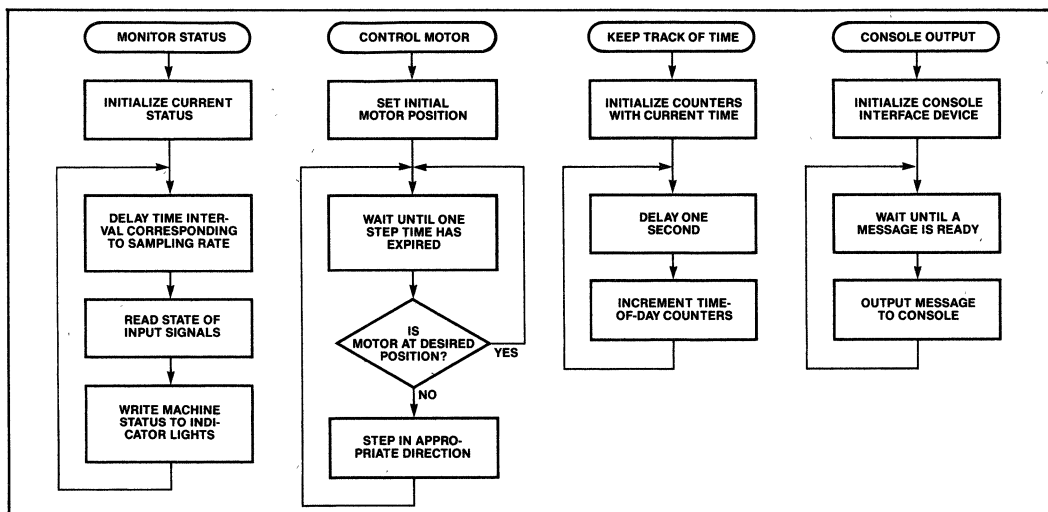 MONITOR STATUS
INITIALIZE CURRENT
STATUS
DELAY TIME INTER-
VAL CORRESPONDING
TO SAMPLING RATE
READ STATE OF
INPUT SIGNALS
WRITE MACHINE
STATUS TO INDI-
CATOR LIGHTS
CONTROL MOTOR
SET INITIAL
MOTOR POSITION
WAIT UNTIL ONE
STEP TIME HAS
EXPIRED
IS
MOTOR AT DESIRED
POSITION?
YES
NO
STEP IN APPRO-
PRIATE DIRECTION
KEEP TRACK OF TIME
INITIALIZE COUNTERS
WITH CURRENT TIME
DELAY ONE
SECOND
INCREMENT TIME-
OF-DAY COUNTERS
CONSOLE OUTPUT
INITIALIZE CONSOLE
INTERFACE DEVICE
WAIT UNTIL A
MESSAGE IS READY
OUTPUT MESSAGE
TO CONSOLE